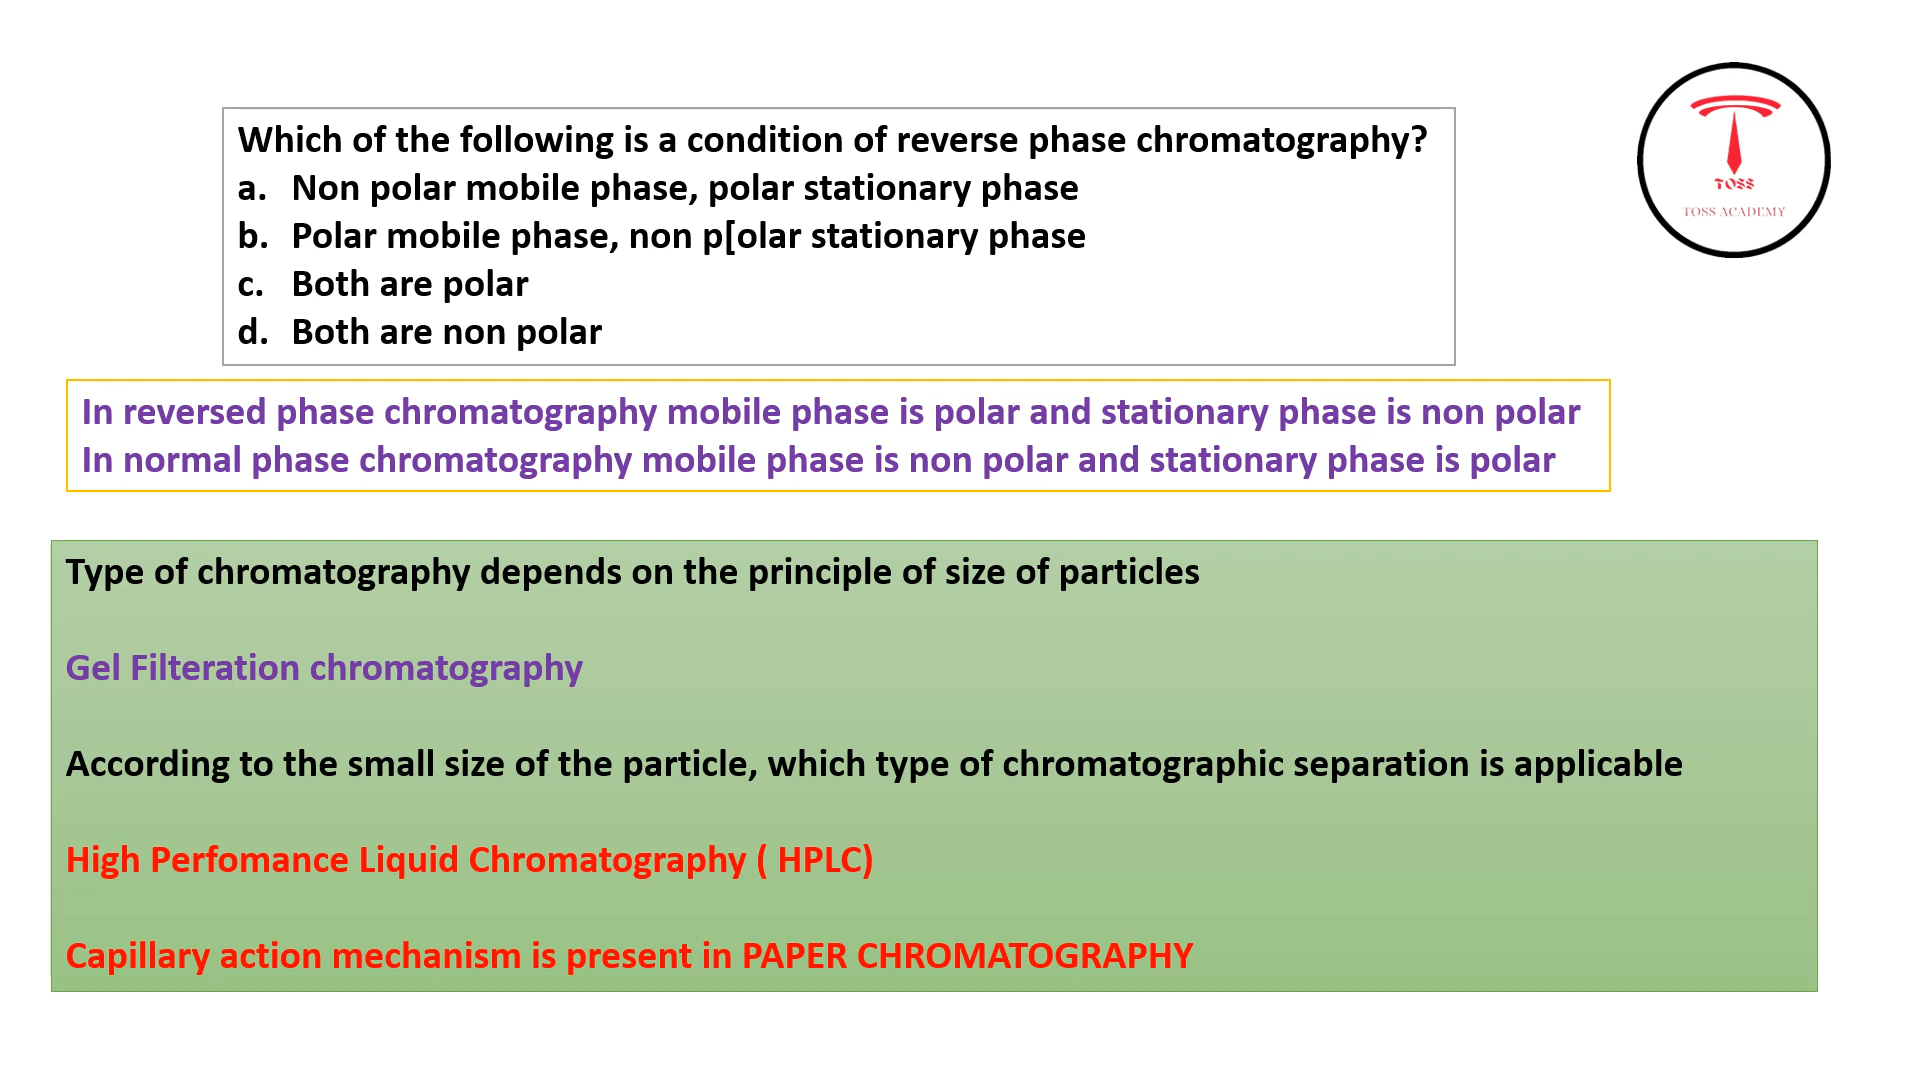 Which of the following is a condition of reverse phase chromatography?
a. Non polar mobile phase, polar stationary phase
b. Polar mobile phase, non p[olar stationary phase
c. Both are polar
d. Both are non polar
TOSS
TOSS ACADEMY
In reversed phase chromatography mobile phase is polar and stationary phase is non polar
In normal phase chromatography mobile phase is non polar and stationary phase is polar
Type of chromatography depends on the principle of size of particles
Gel Filteration chromatography
According to the small size of the particle, which type of chromatographic separation is applicable
High Perfomance Liquid Chromatography ( HPLC)
Capillary action mechanism is present in PAPER CHROMATOGRAPHY